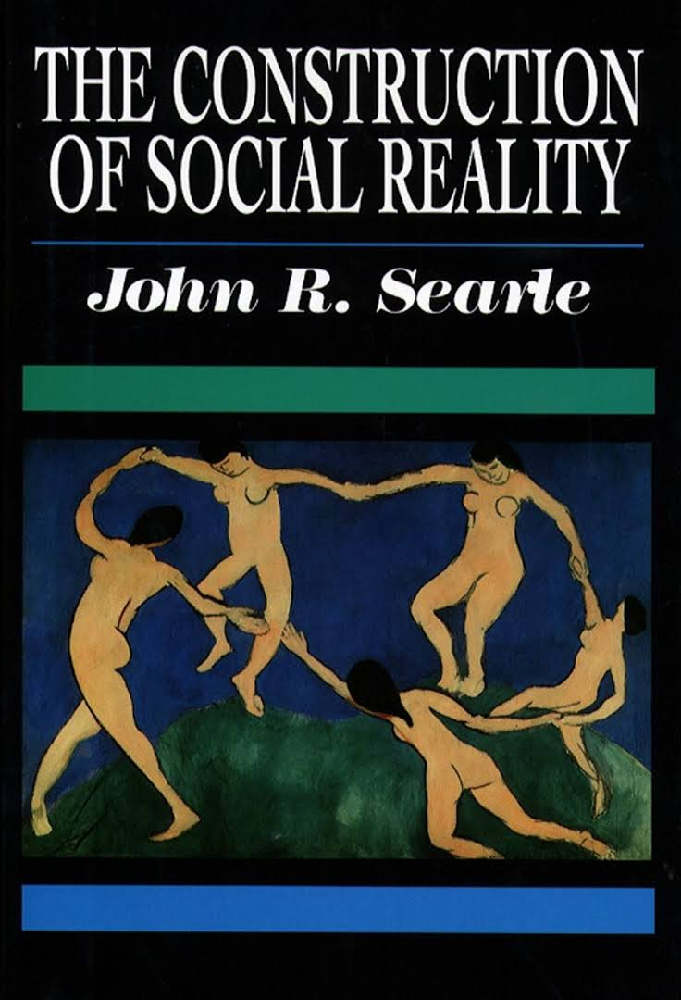 THE CONSTRUCTION
OF SOCIAL REALITY
John R. Searle